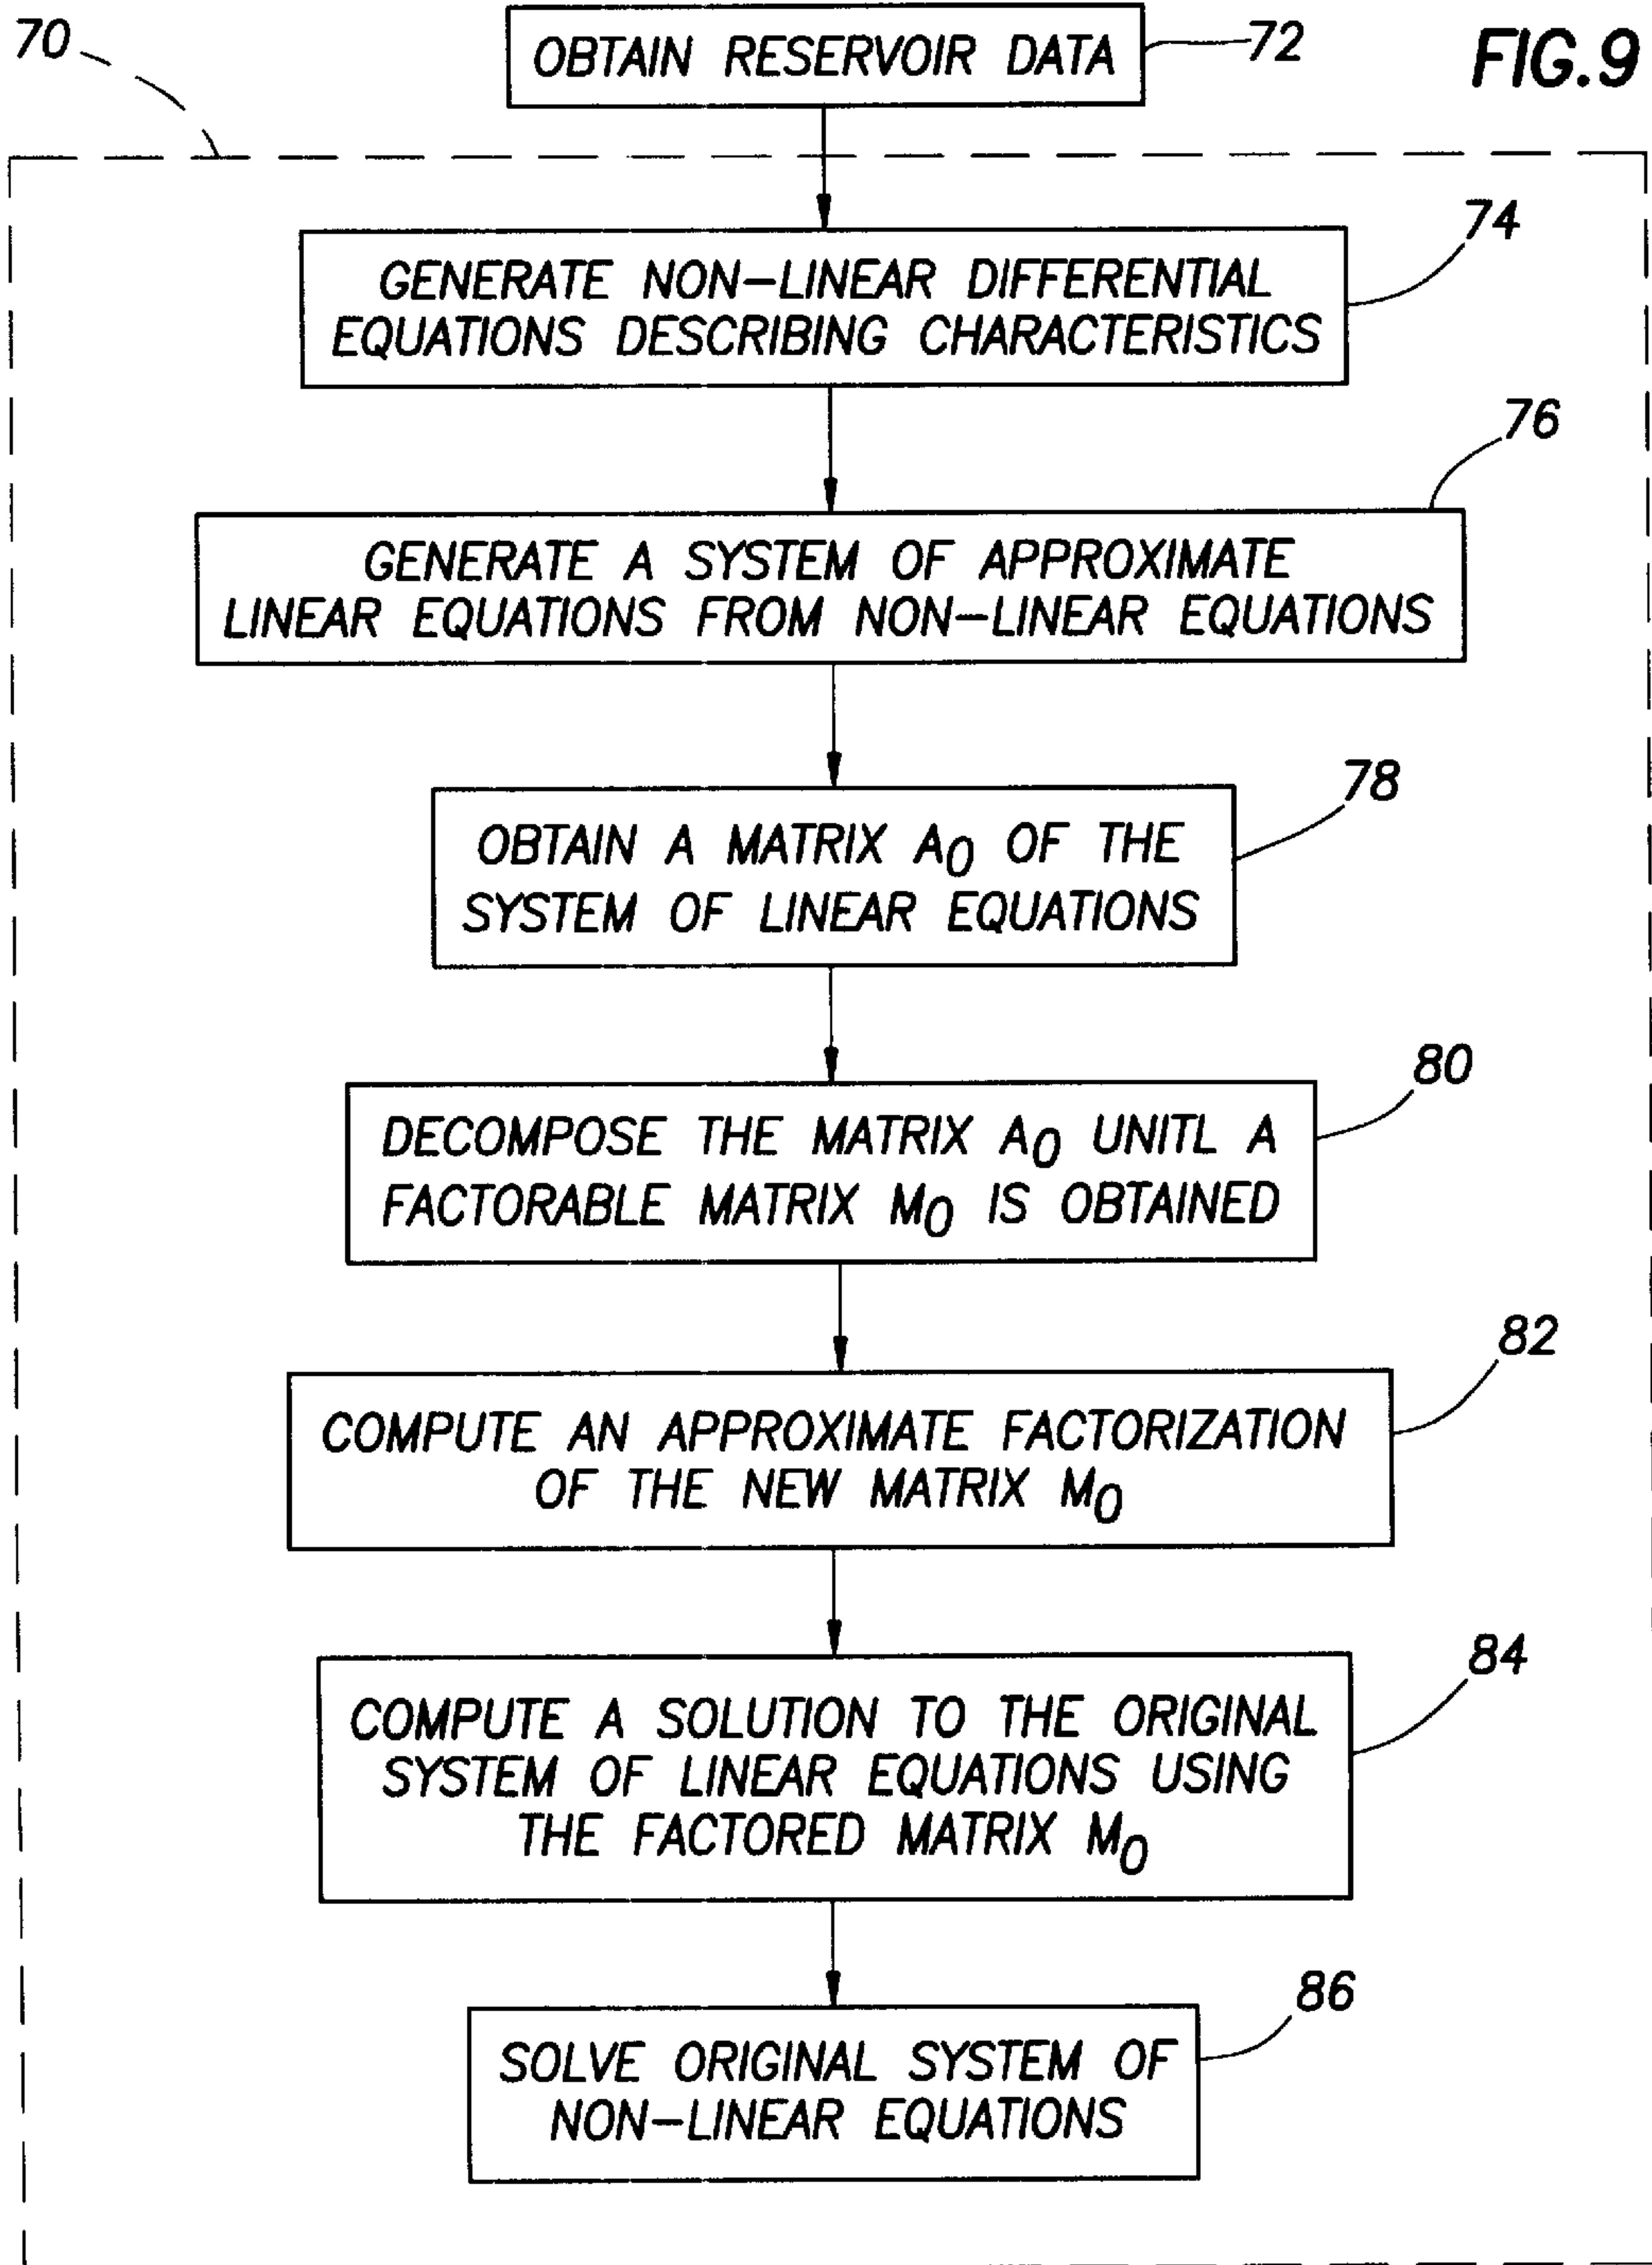 70
OBTAIN RESERVOIR DATA
72
FIG.9
GENERATE NON-LINEAR DIFFERENTIAL
EQUATIONS DESCRIBING CHARACTERISTICS
74
GENERATE A SYSTEM OF APPROXIMATE
LINEAR EQUATIONS FROM NON-LINEAR EQUATIONS
76
OBTAIN A MATRIX A0 OF THE
SYSTEM OF LINEAR EQUATIONS
78
DECOMPOSE THE MATRIX A0 UNITL A
FACTORABLE MATRIX M0 IS OBTAINED
80
COMPUTE AN APPROXIMATE FACTORIZATION
OF THE NEW MATRIX M0
82
COMPUTE A SOLUTION TO THE ORIGINAL
SYSTEM OF LINEAR EQUATIONS USING
THE FACTORED MATRIX M0
84
SOLVE ORIGINAL SYSTEM OF
NON-LINEAR EQUATIONS
86